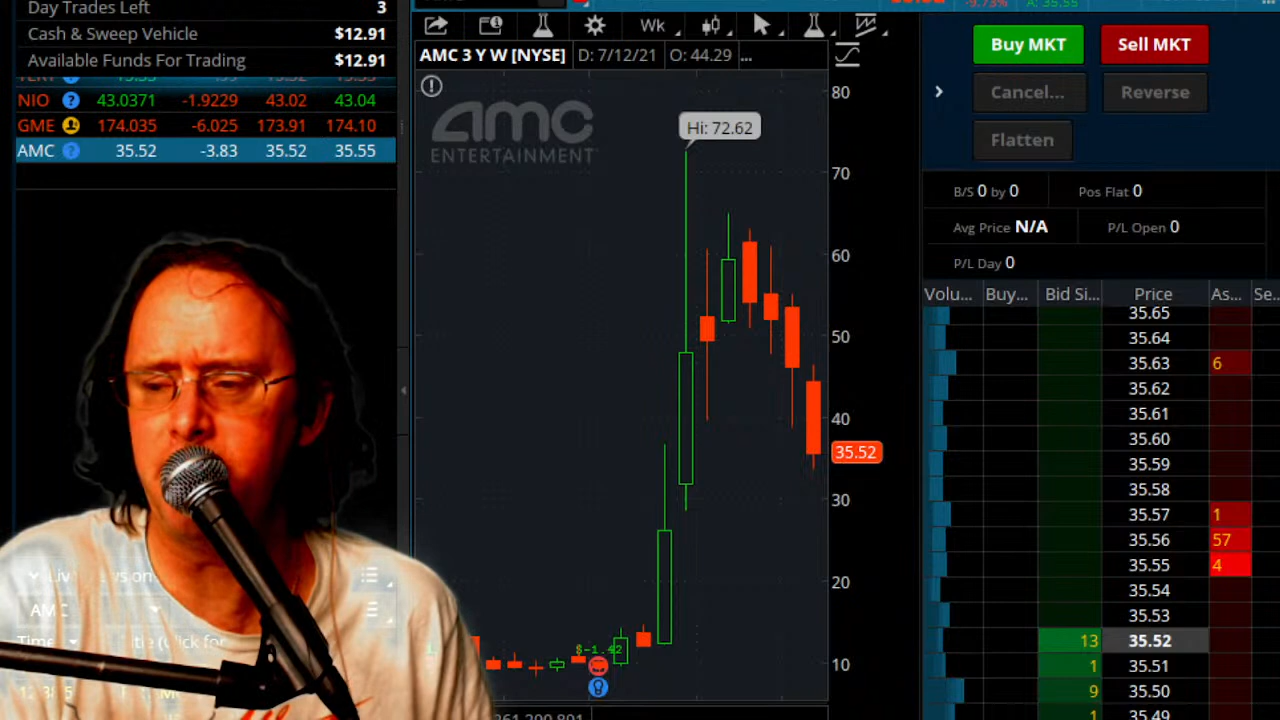 Day Trades Left 3
Cash & Sweep Vehicle $12.91
Available Funds For Trading $12.91
NIO ? 43.0371 -1.9229 43.02 43.04
GME 174.035 -6.025 173.91 174.10
AMC ? 35.52 -3.83 35.52 35.55
AMC
-9.73% A: 35.55
Wk
AMC 3 Y W [NYSE] D: 7/12/21 O: 44.29 ...
amc
ENTERTAINMENT
Hi: 72.62
80
70
60
50
40
35.52
30
20
10
$-1.42
Buy MKT Sell MKT
Cancel... Reverse
Flatten
B/S 0 by 0 Pos Flat 0
Avg Price N/A P/L Open 0
P/L Day 0
Volu... Buy... Bid Si... Price As... Se...
35.65
35.64
35.63 6
35.62
35.61
35.60
35.59
35.58
35.57 1
35.56 57
35.55 4
35.54
35.53
13 35.52
1 35.51
9 35.50
1 35.49